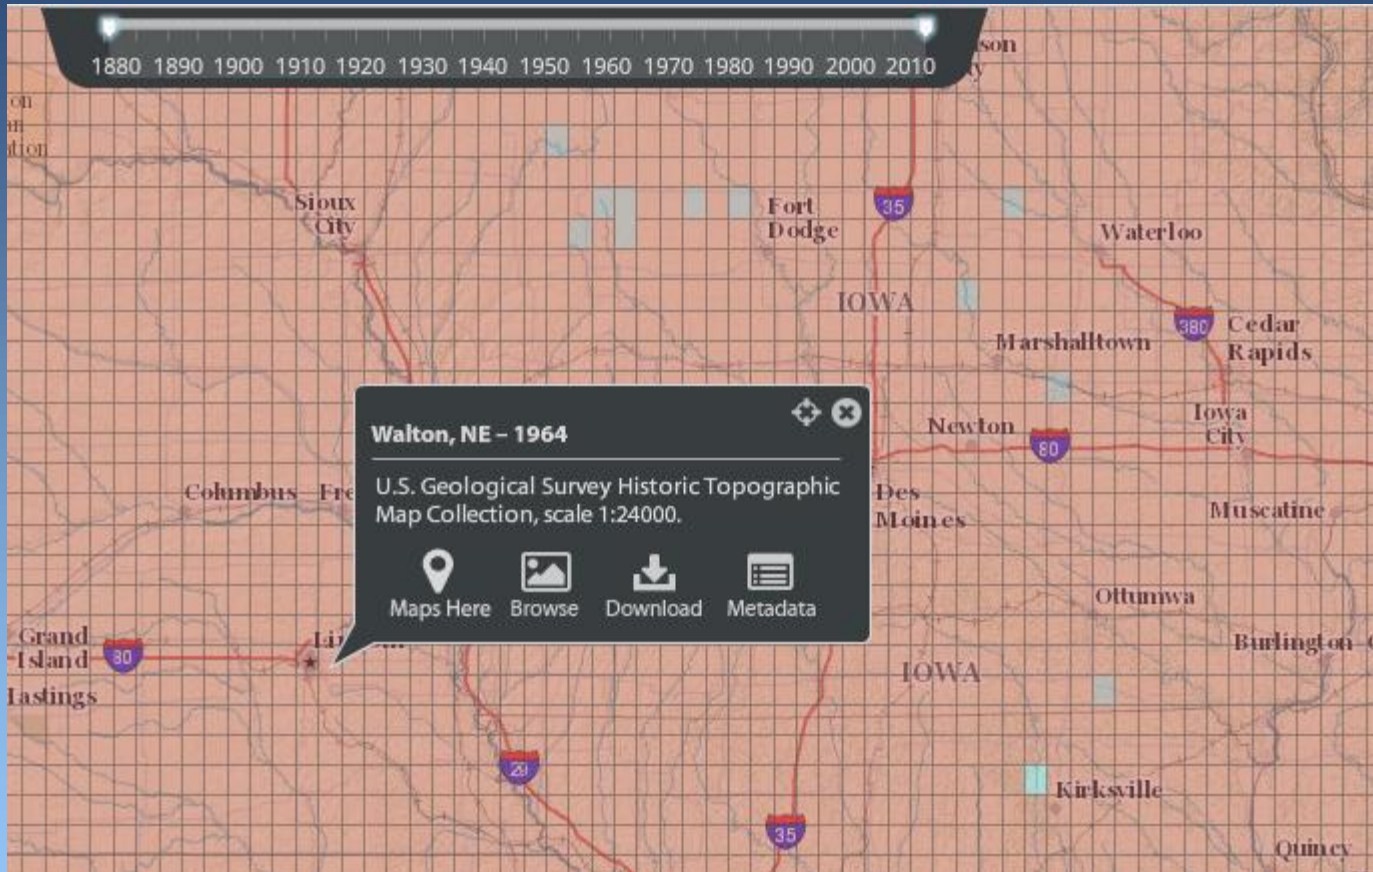 1880 1890 1900 1910 1920 1930 1940 1950 1960 1970 1980 1990 2000 2010
Sioux
City
Fort
Dodge
35
Waterloo
IOWA
380
Cedar
Rapids
Marshalltown
Walton, NE – 1964
U.S. Geological Survey Historic Topographic
Map Collection, scale 1:24000.
Maps Here Browse Download Metadata
Newton
80
Iowa
City
Columbus
Des
Moines
Muscatine
Ottumwa
Grand
Island
80
Burlington
IOWA
29
35
Kirksville
Quincy